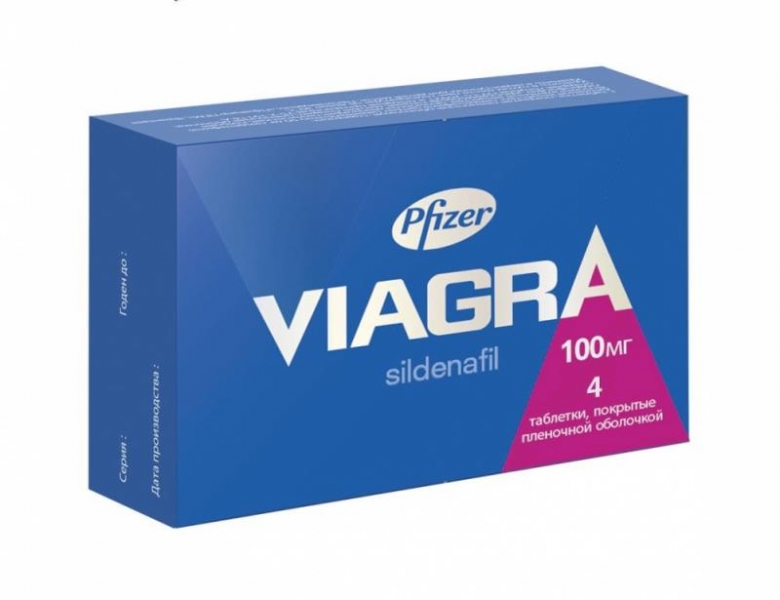 Pfizer
VIAGRA
sildenafil
100мг
4
таблетки, покрытые
пленочной оболочкой
Годен до :
Серия :
Дата производства :